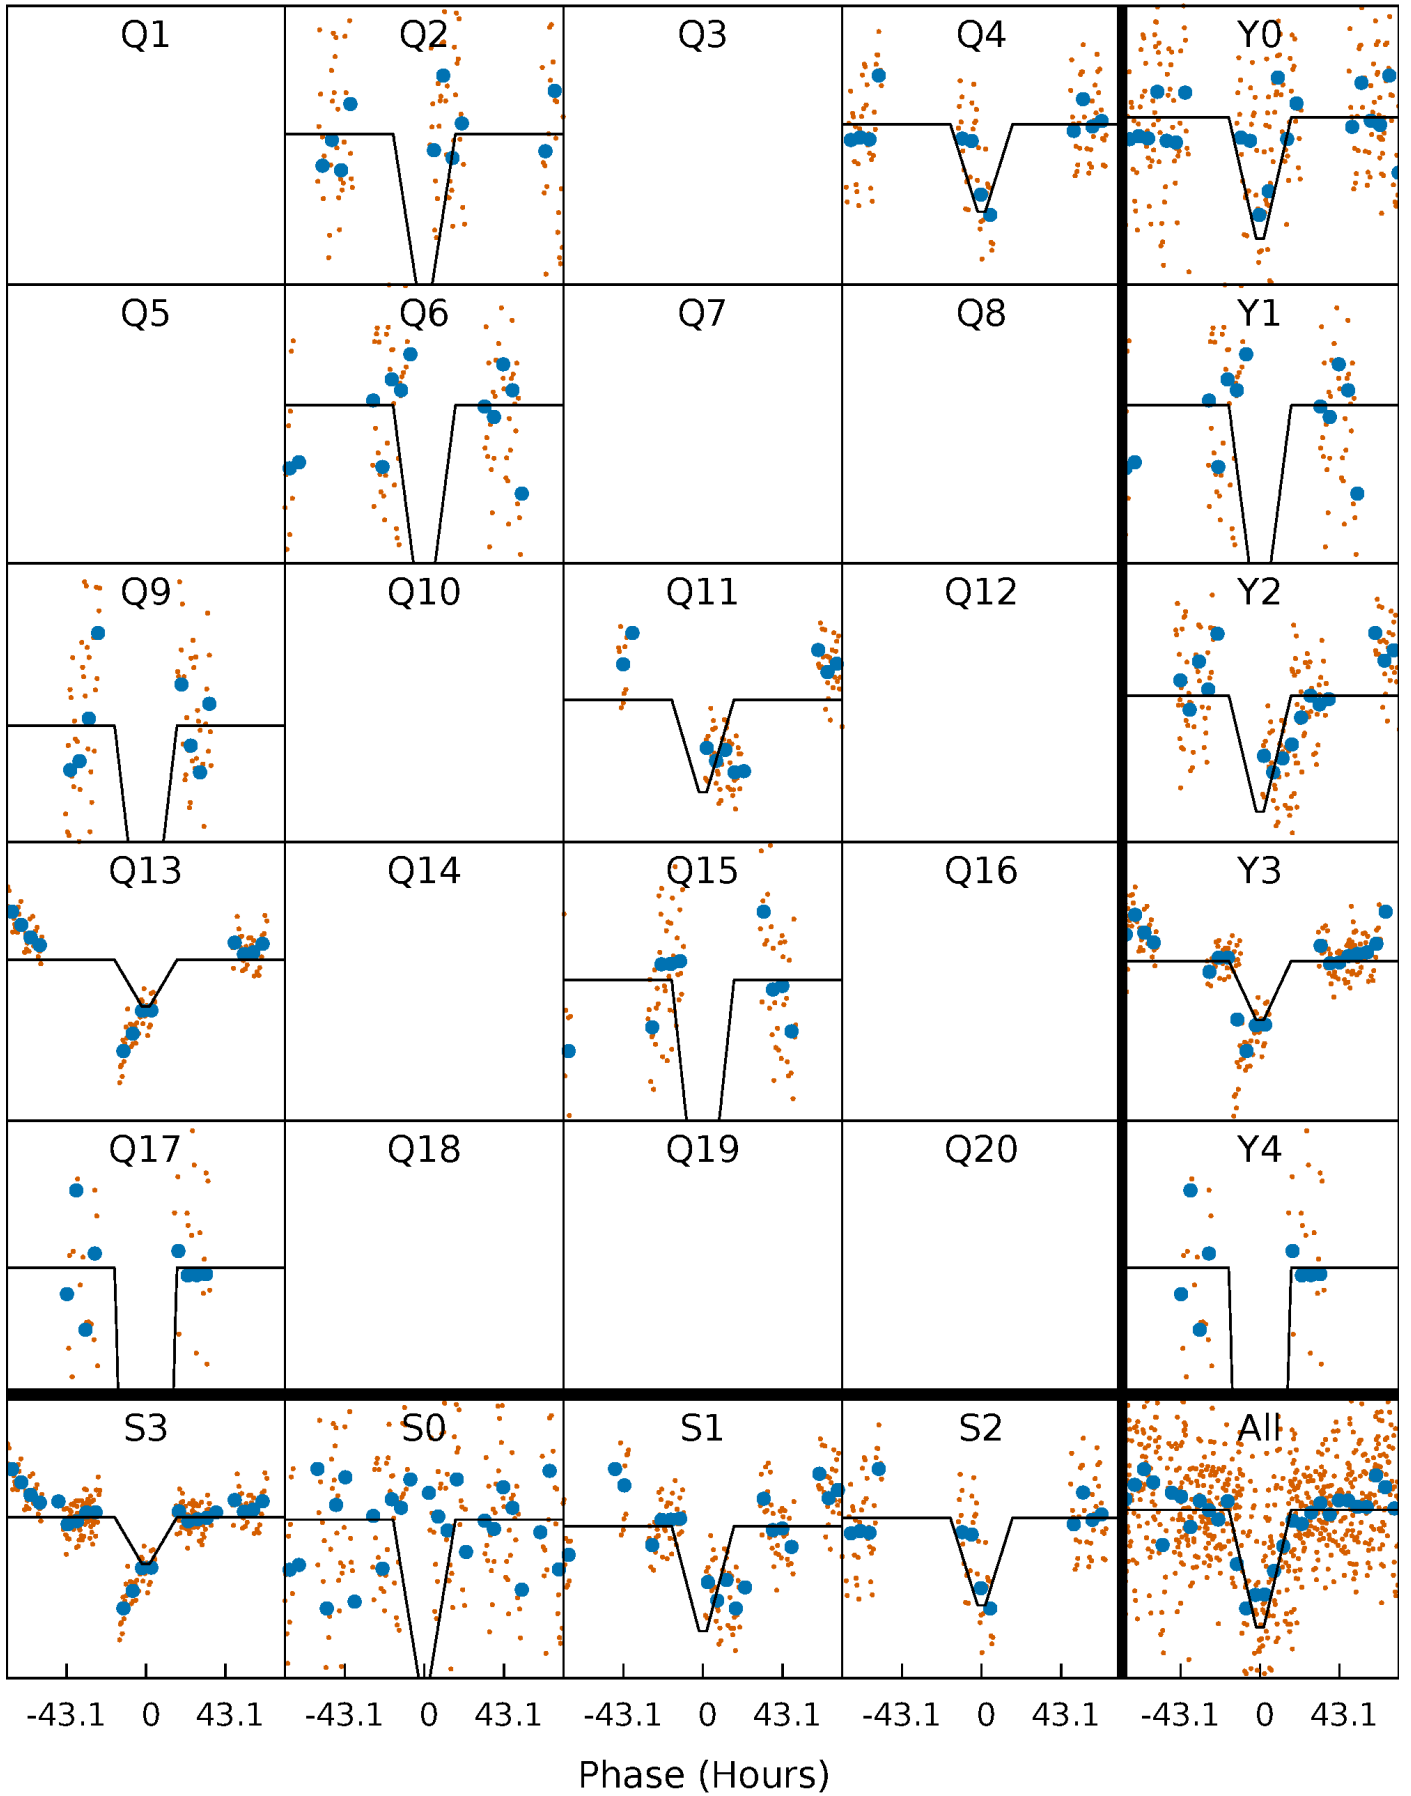 Q1 Q2 Q3 Q4 Y0
Q5 Q6 Q7 Q8 Y1
Q9 Q10 Q11 Q12 Y2
Q13 Q14 Q15 Q16 Y3
Q17 Q18 Q19 Q20 Y4
S3 S0 S1 S2 All
-43.1 0 43.1 -43.1 0 43.1 -43.1 0 43.1 -43.1 0 43.1 -43.1 0 43.1
Phase (Hours)